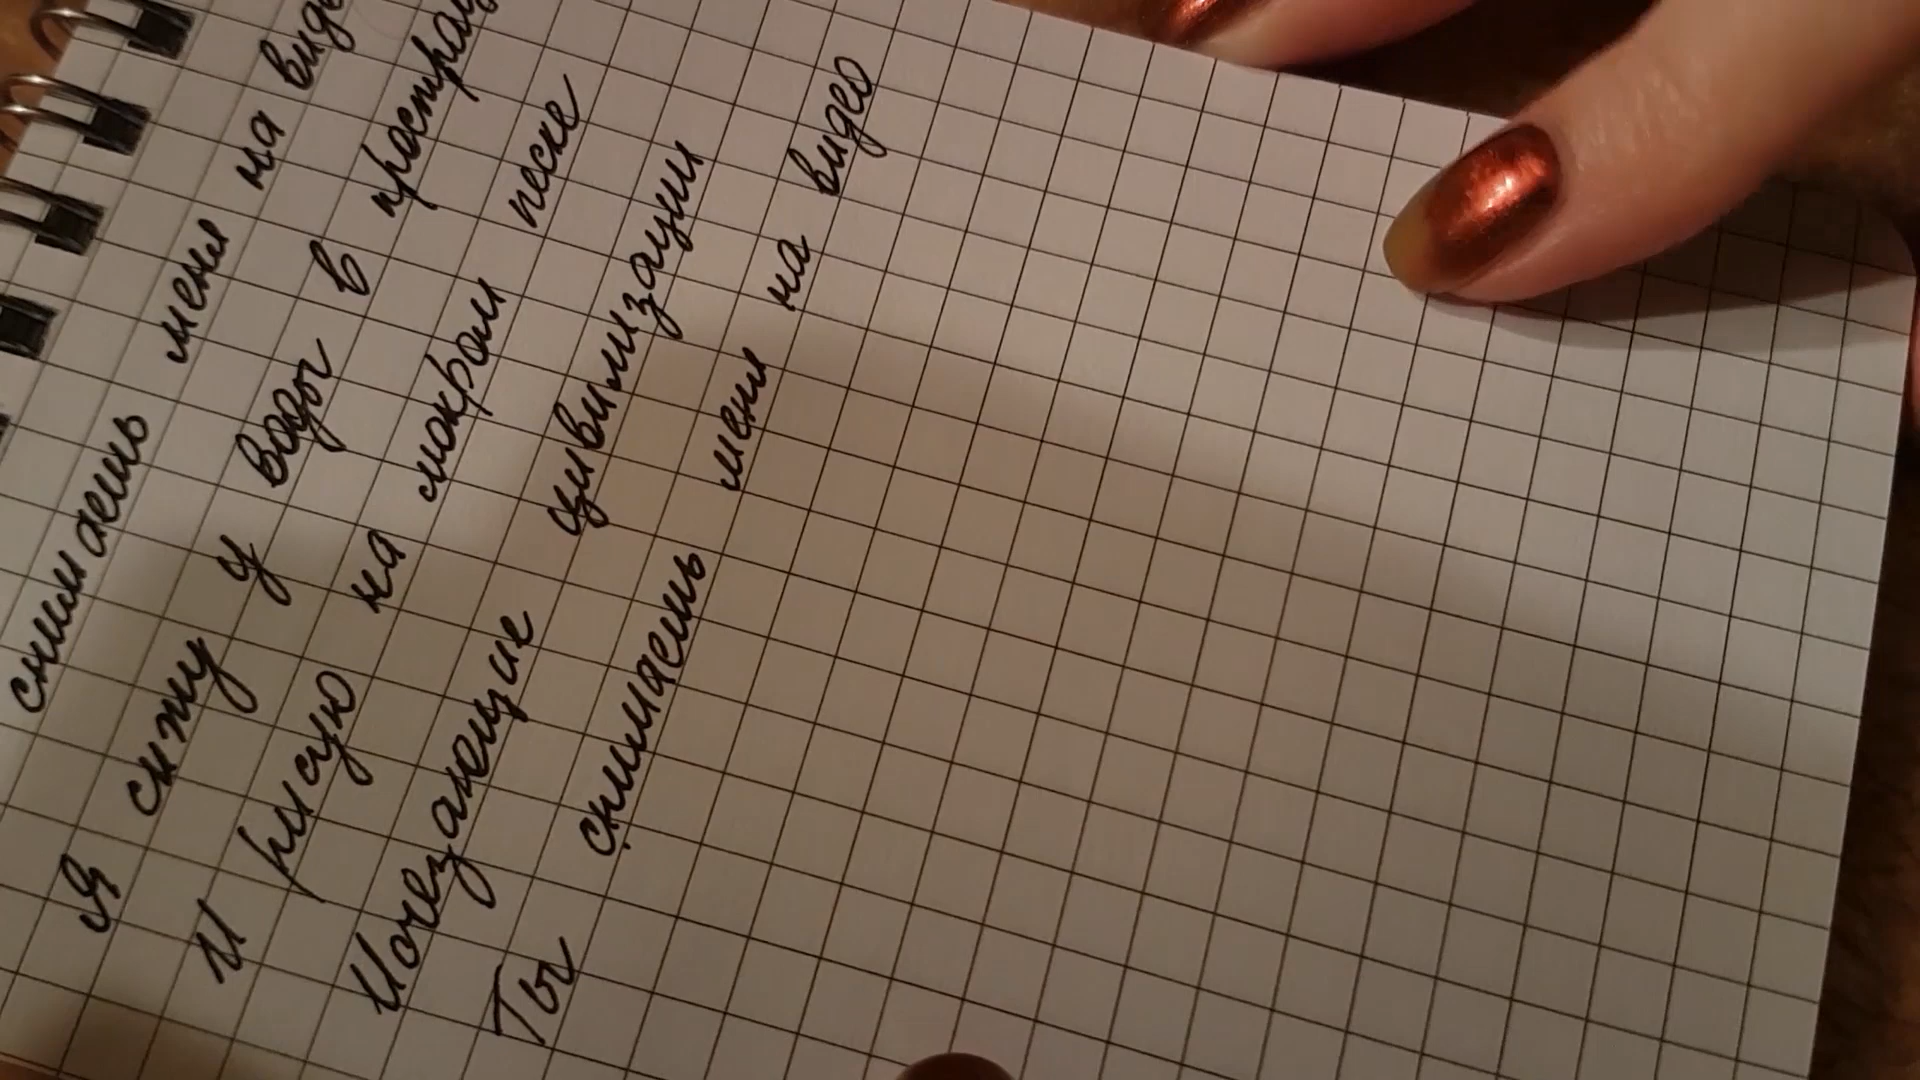 снимаешь меня на виде
Я сижу у воды в простра
И рисую на мокром песке
Исчезающие цивилизации
Ты снимаешь меня на видео